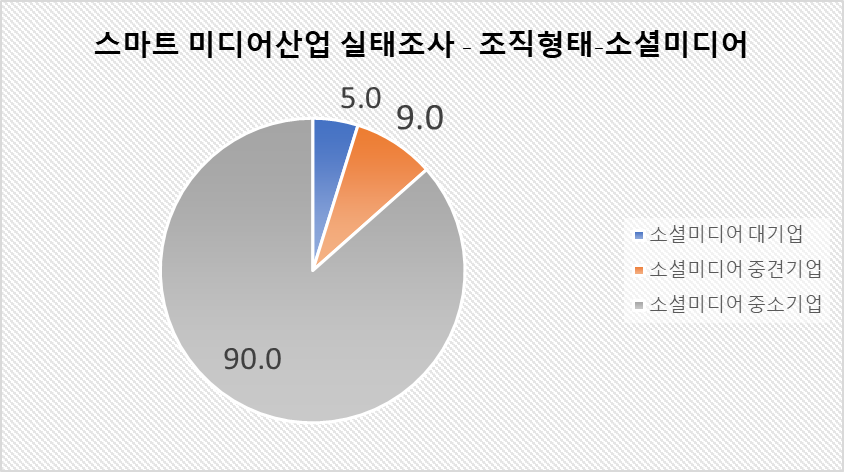 스마트 미디어산업 실태조사 - 조직형태-소셜미디어
5.0
9.0
90.0
소셜미디어 대기업
소셜미디어 중견기업
소셜미디어 중소기업